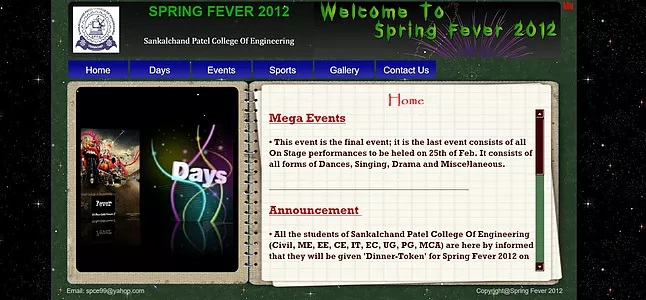 SPRING FEVER 2012
Sankalchand Patel College Of Engineering
Welcome To
Spring Fever 2012
Home
Days
Events
Sports
Gallery
Contact Us
Fever
Days
Home
Mega Events
• This event is the final event; it is the last event consists of all
On Stage performances to be heled on 25th of Feb. It consists of
all forms of Dances, Singing, Drama and Miscellaneous.
Announcement
• All the students of Sankalchand Patel College Of Engineering
(Civil, ME, EE, CE, IT, EC, UG, PG, MCA) are here by informed
that they will be given 'Dinner-Token' for Spring Fever 2012 on
Email: spce99@yahoo.com
Copyright@Spring Fever 2012